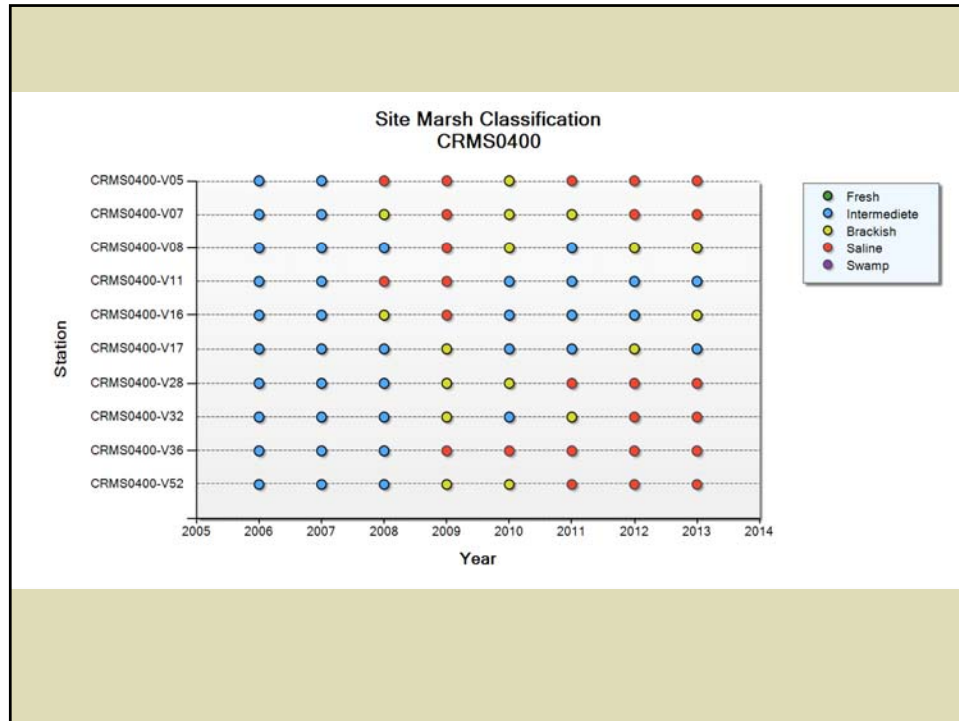 Site Marsh Classification
CRMS0400
CRMS0400-V05
CRMS0400-V07
CRMS0400-V08
CRMS0400-V11
CRMS0400-V16
CRMS0400-V17
CRMS0400-V28
CRMS0400-V32
CRMS0400-V36
CRMS0400-V52
Station
2005 2006 2007 2008 2009 2010 2011 2012 2013 2014
Year
Fresh
Intermediete
Brackish
Saline
Swamp